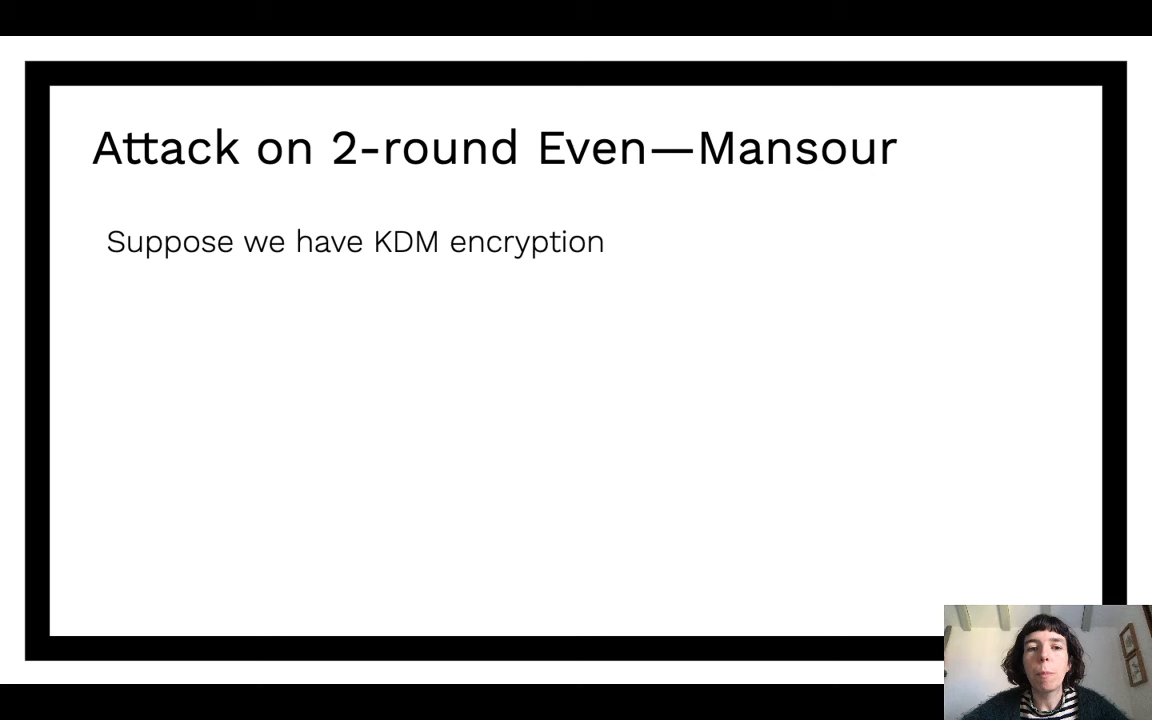 Attack on 2-round Even—Mansour
Suppose we have KDM encryption